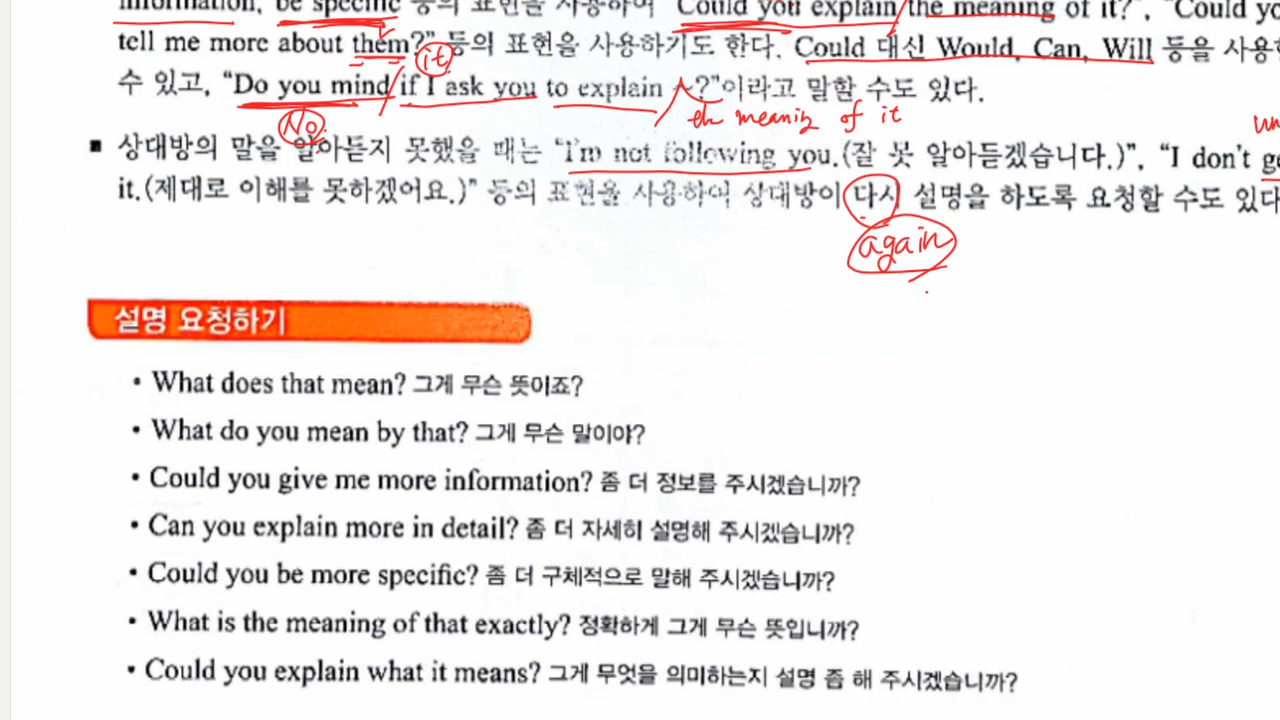 information, be specific 등의 표현을 사용하여 “Could you explain the meaning of it?”, “Could yo
tell me more about them?” 등의 표현을 사용하기도 한다. Could 대신 Would, Can, Will 등을 사용
it
수 있고, “Do you mind if I ask you to explain ~?”이라고 말할 수도 있다.
No
the meaning of it
■ 상대방의 말을 알아듣지 못했을 때는 “I'm not following you.(잘 못 알아듣겠습니다.)”, “I don't ge
it.(제대로 이해를 못하겠어요.)” 등의 표현을 사용하여 상대방이 다시 설명을 하도록 요청할 수도 있다
again
설명 요청하기
• What does that mean? 그게 무슨 뜻이죠?
• What do you mean by that? 그게 무슨 말이야?
• Could you give me more information? 좀 더 정보를 주시겠습니까?
• Can you explain more in detail? 좀 더 자세히 설명해 주시겠습니까?
• Could you be more specific? 좀 더 구체적으로 말해 주시겠습니까?
• What is the meaning of that exactly? 정확하게 그게 무슨 뜻입니까?
• Could you explain what it means? 그게 무엇을 의미하는지 설명 좀 해 주시겠습니까?